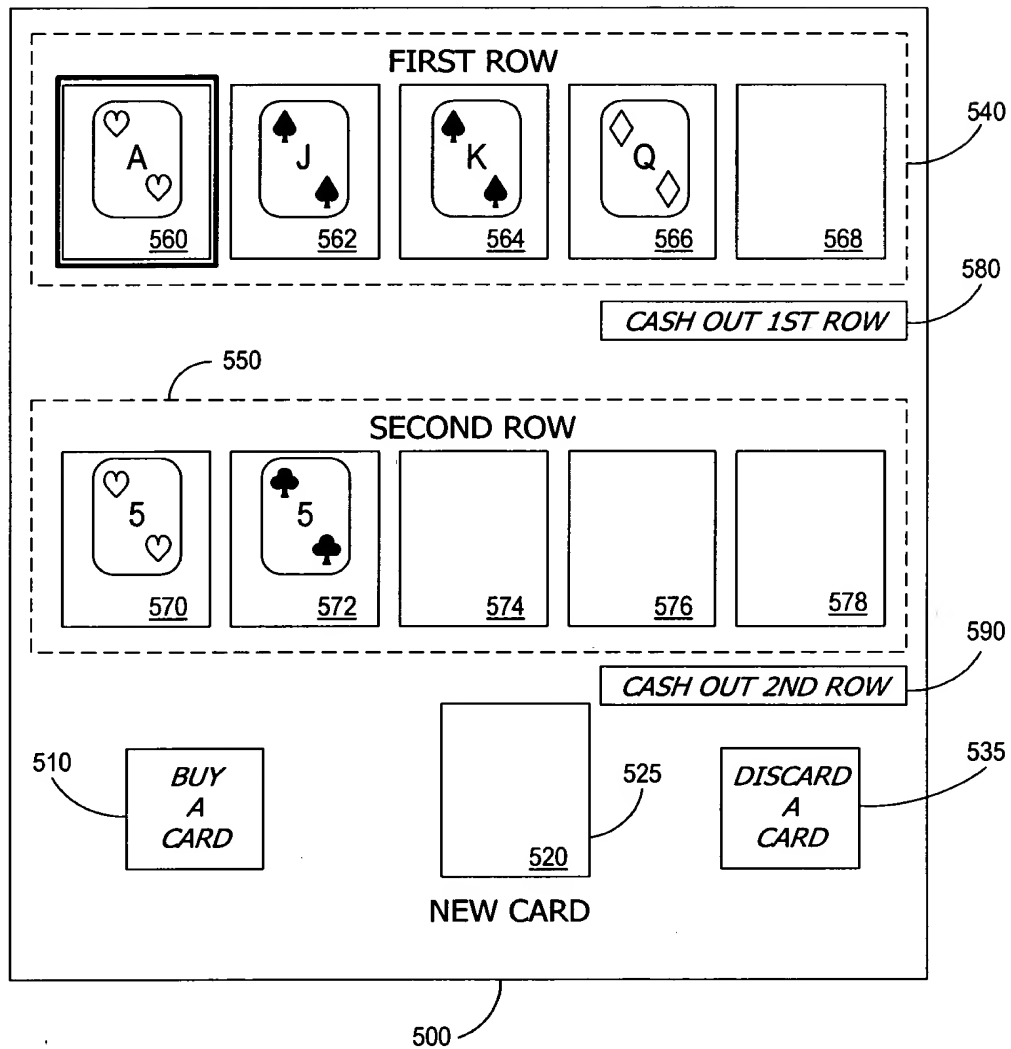 FIRST ROW
A J K Q
560 562 564 566 568
540
580
CASH OUT 1ST ROW
550
SECOND ROW
5 5
570 572 574 576 578
590
CASH OUT 2ND ROW
510
BUY
A
CARD
525
520
NEW CARD
DISCARD
A
CARD
535
500